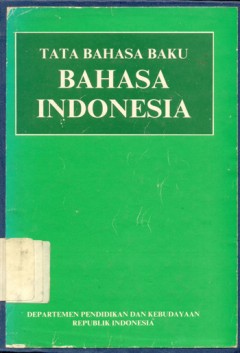 TATA BAHASA BAKU
BAHASA
INDONESIA
DEPARTEMEN PENDIDIKAN DAN KEBUDAYAAN
REPUBLIK INDONESIA